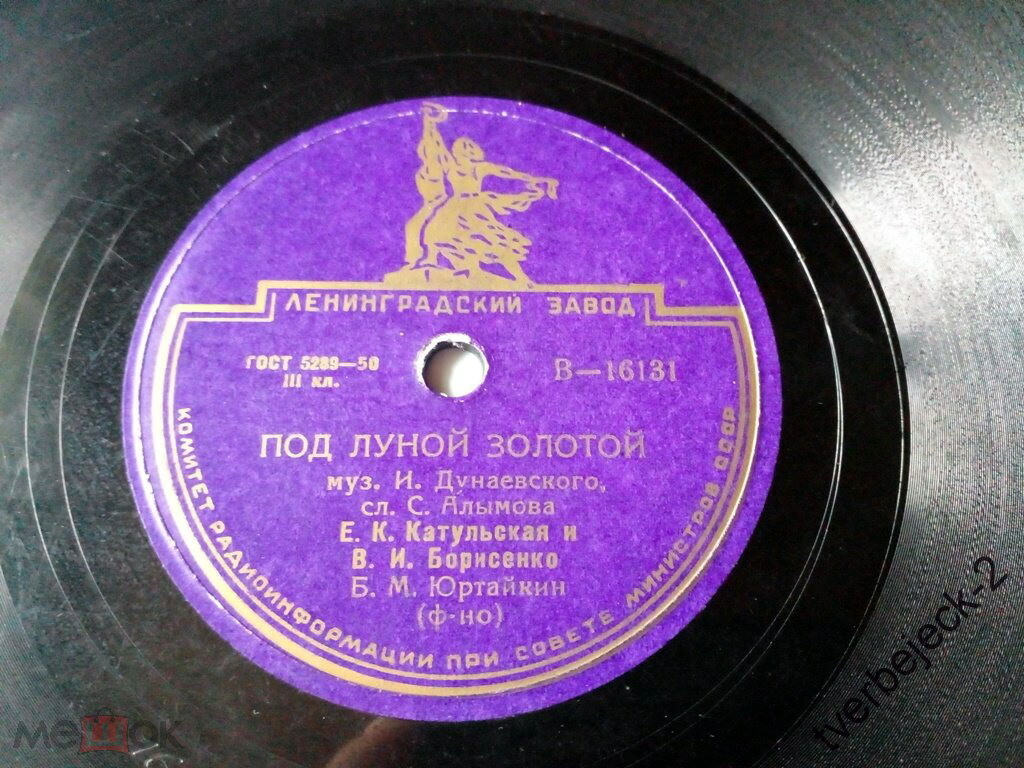 ЛЕНИНГРАДСКИЙ ЗАВОД
ГОСТ 5289—50
III кл.
В—16131
ПОД ЛУНОЙ ЗОЛОТОЙ
муз. И. Дунаевского,
сл. С. Алымова
Е. К. Катульская и
В. И. Борисенко
Б. М. Юртайкин
(ф-но)
КОМИТЕТ РАДИОИНФОРМАЦИИ ПРИ СОВЕТЕ МИНИСТРОВ СССР
мешок
tverbejeck-2